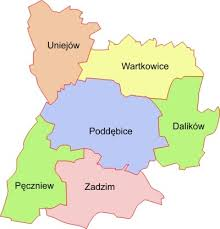 Uniejów
Wartkowice
Poddębice
Dalików
Pęczniew
Zadzim